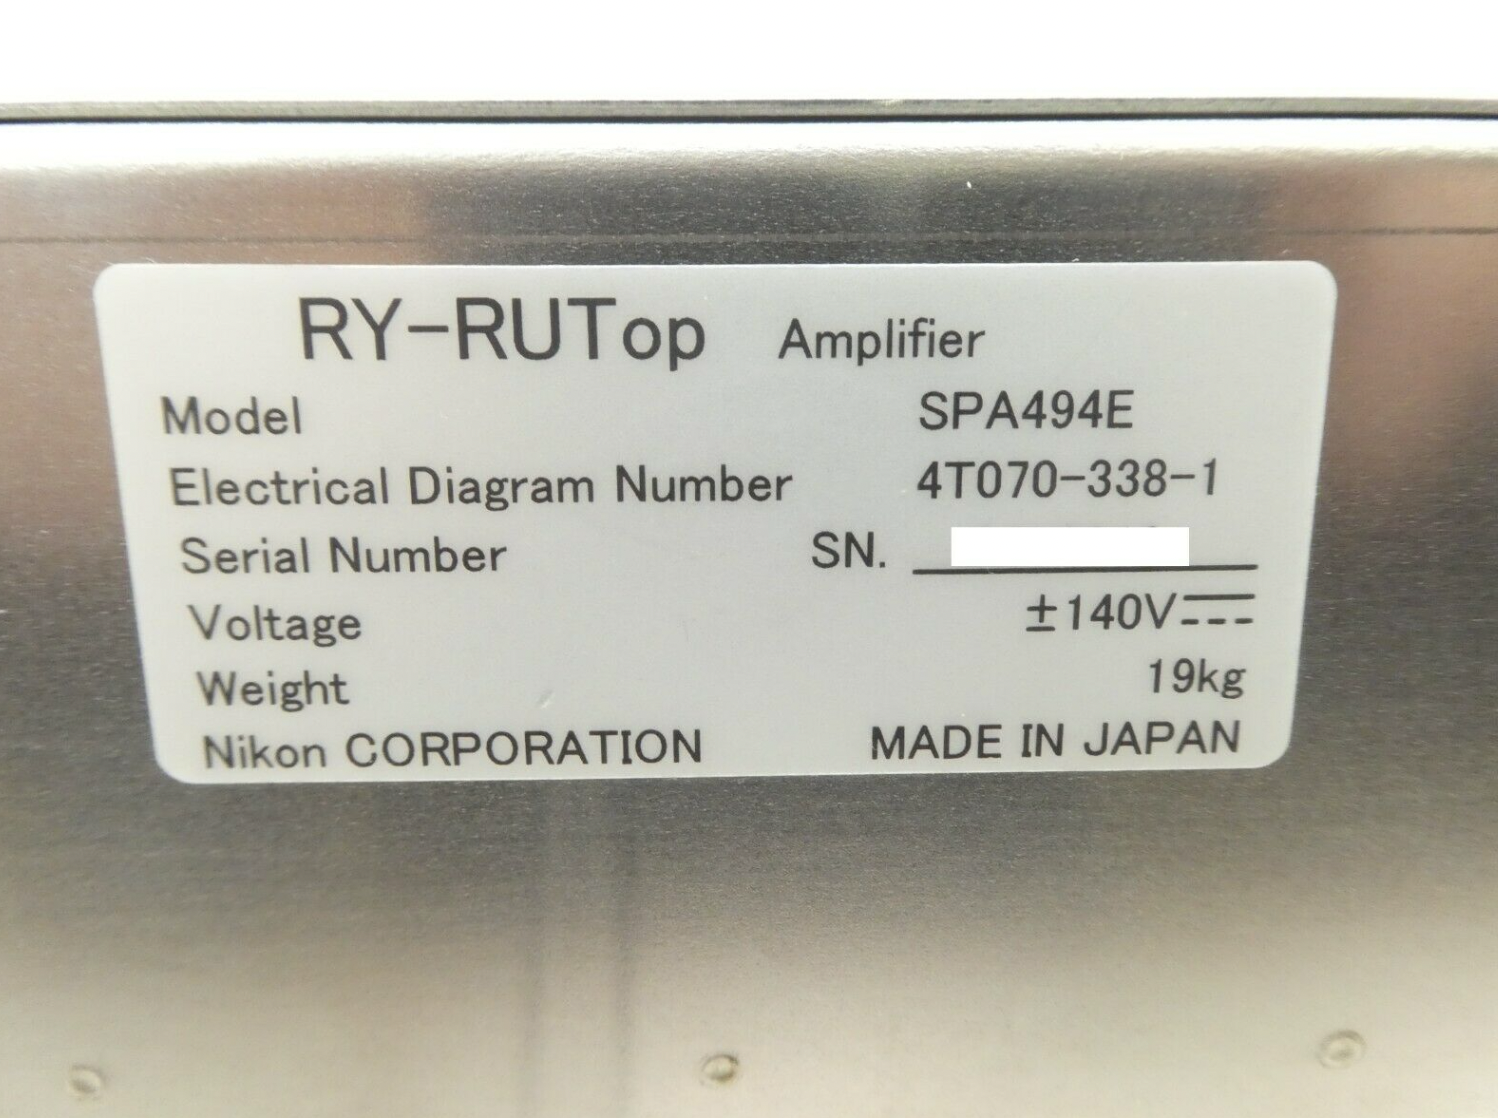 RY-RUTop Amplifier
Model SPA494E
Electrical Diagram Number 4T070-338-1
Serial Number SN.
Voltage ±140V⎓
Weight 19kg
Nikon CORPORATION MADE IN JAPAN